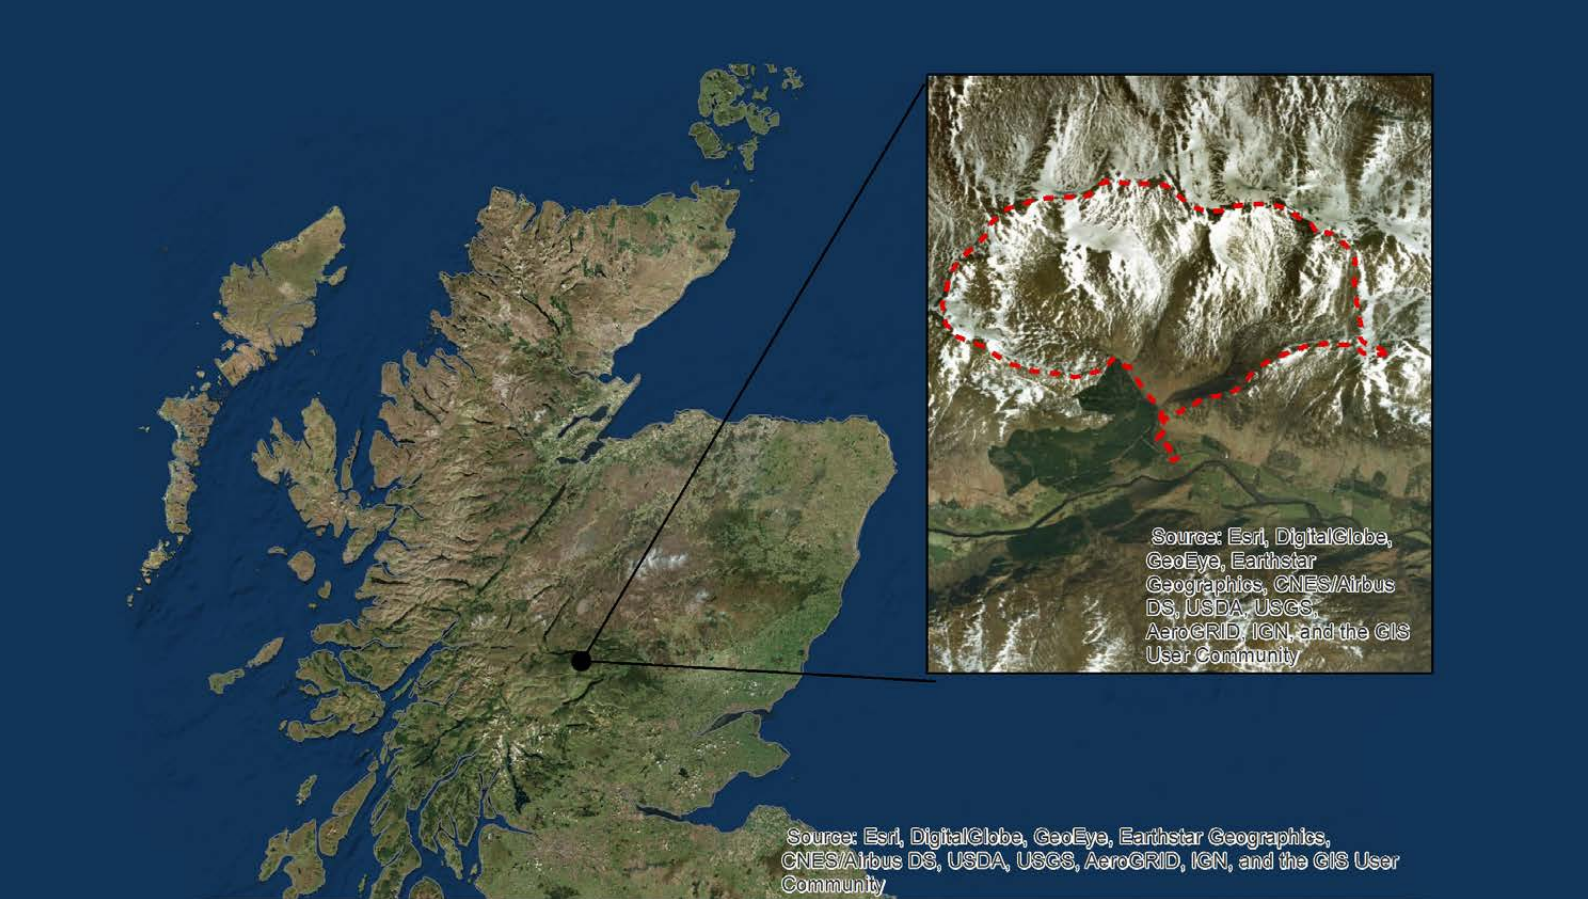 Source: Esri, DigitalGlobe,
GeoEye, Earthstar
Geographics, CNES/Airbus
DS, USDA, USGS,
AeroGRID, IGN, and the GIS
User Community
Source: Esri, DigitalGlobe, GeoEye, Earthstar Geographics,
CNES/Airbus DS, USDA, USGS, AeroGRID, IGN, and the GIS User
Community